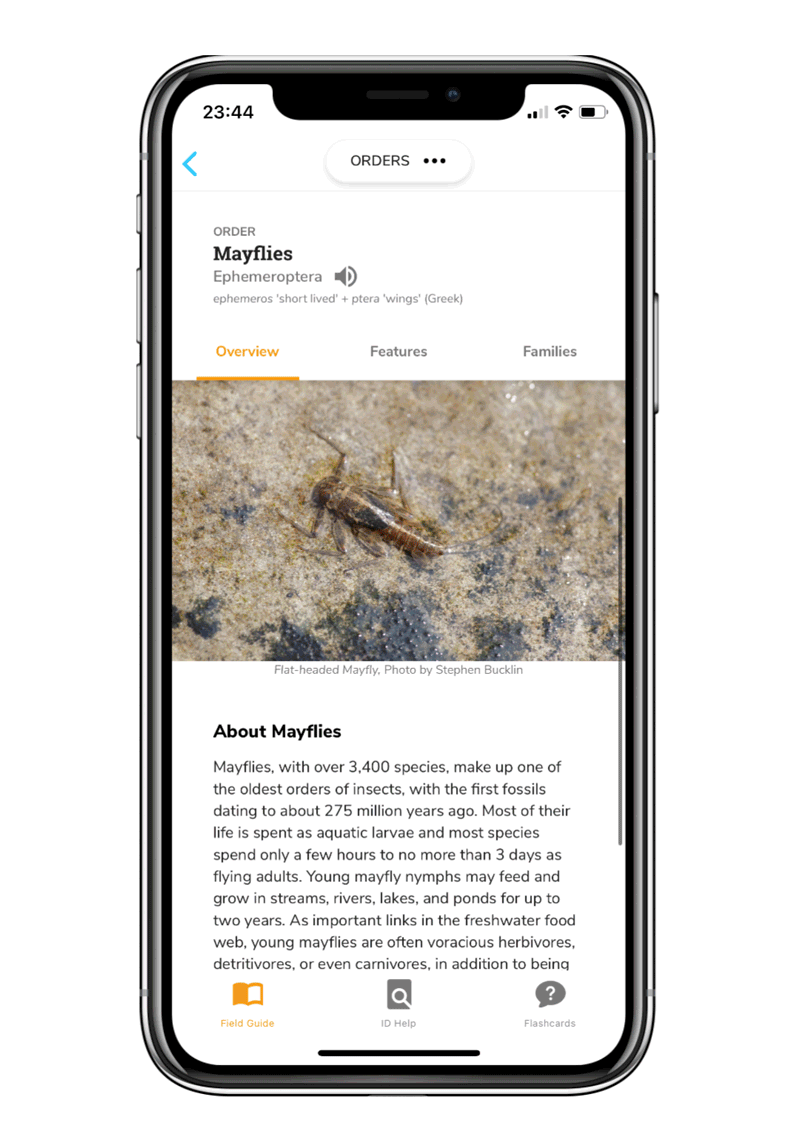 23:44
ORDERS
ORDER
Mayflies
Ephemeroptera
ephemeros 'short lived' + ptera 'wings' (Greek)
Overview
Features
Families
Flat-headed Mayfly, Photo by Stephen Bucklin
About Mayflies
Mayflies, with over 3,400 species, make up one of
the oldest orders of insects, with the first fossils
dating to about 275 million years ago. Most of their
life is spent as aquatic larvae and most species
spend only a few hours to no more than 3 days as
flying adults. Young mayfly nymphs may feed and
grow in streams, rivers, lakes, and ponds for up to
two years. As important links in the freshwater food
web, young mayflies are often voracious herbivores,
detritivores, or even carnivores, in addition to being
Field Guide
ID Help
Flashcards